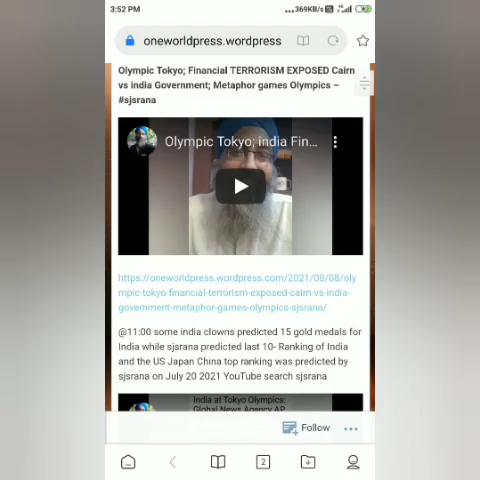 3:52 PM
369KB/s
oneworldpress.wordpress
Olympic Tokyo; Financial TERRORISM EXPOSED Cairn
vs india Government; Metaphor games Olympics –
#sjsrana
Olympic Tokyo; india Fin...
https://oneworldpress.wordpress.com/2021/08/08/oly
mpic-tokyo-financial-terrorism-exposed-cairn-vs-india-
government-metaphor-games-olympics-sjsrana/
@11:00 some india clowns predicted 15 gold medals for
India while sjsrana predicted last 10- Ranking of India
and the US Japan China top ranking was predicted by
sjsrana on July 20 2021 YouTube search sjsrana
India at Tokyo Olympics:
Global News Agency AP
Follow
2